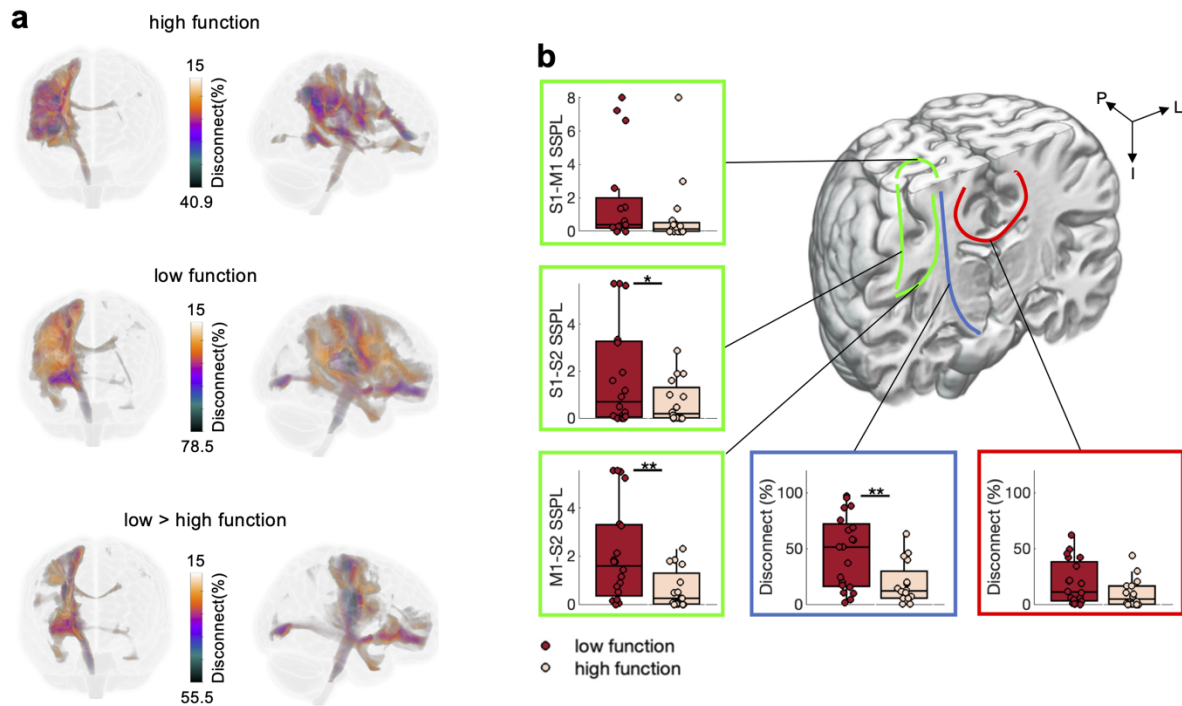 a
high function
15
Disconnect(%)
40.9
low function
15
Disconnect(%)
78.5
low > high function
15
Disconnect(%)
55.5
b
8
6
4
2
0
S1-M1 SSPL
P
L
I
*
4
2
0
S1-S2 SSPL
**
4
2
0
M1-S2 SSPL
**
100
50
0
Disconnect (%)
100
50
0
Disconnect (%)
low function
high function